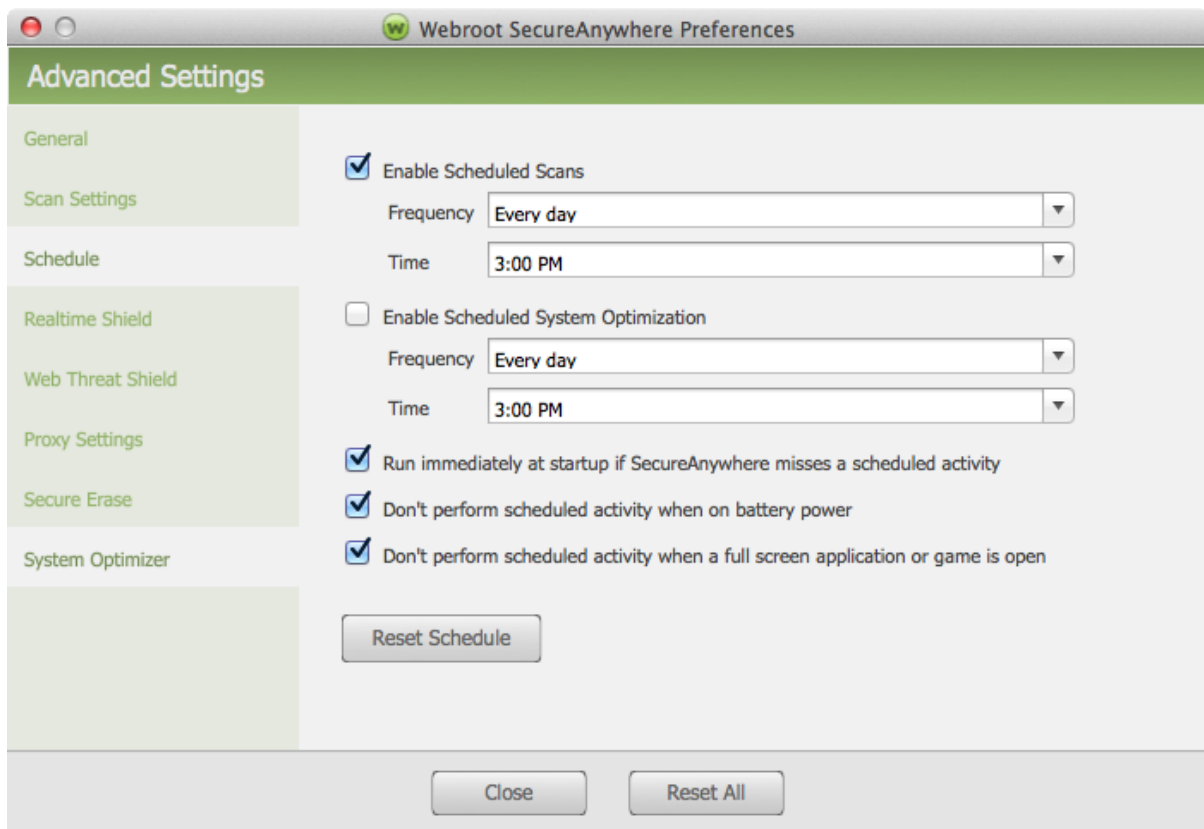 Webroot SecureAnywhere Preferences
Advanced Settings
General
Scan Settings
Schedule
Realtime Shield
Web Threat Shield
Proxy Settings
Secure Erase
System Optimizer
Enable Scheduled Scans
Frequency Every day
Time 3:00 PM
Enable Scheduled System Optimization
Frequency Every day
Time 3:00 PM
Run immediately at startup if SecureAnywhere misses a scheduled activity
Don't perform scheduled activity when on battery power
Don't perform scheduled activity when a full screen application or game is open
Reset Schedule
Close Reset All